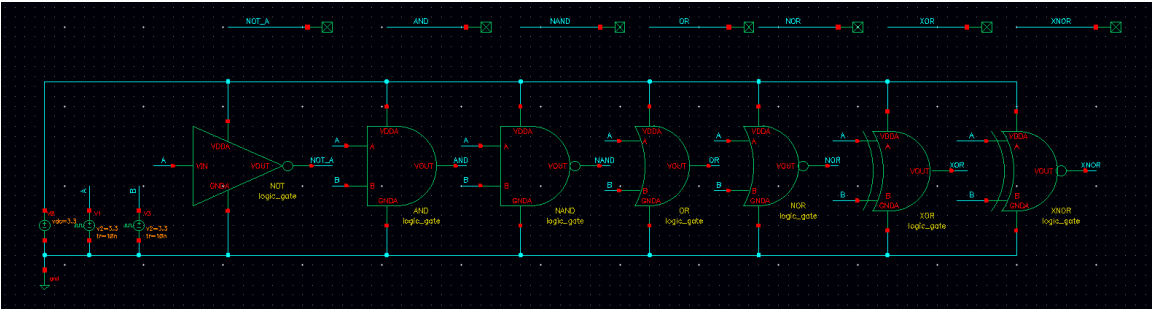 NOT_A AND NAND OR NOR XOR XNOR
VDDA VDDA VDDA VDDA VDDA VDDA VDDA
A A A A A A
A A A A A A
A VIN VOUT NOT_A VOUT AND VOUT NAND VOUT OR VOUT NOR VOUT XOR VOUT XNOR
B B B B B B
B B B B B B
GNDA GNDA GNDA GNDA GNDA GNDA GNDA
NOT AND NAND OR NOR XOR XNOR
logic_gate logic_gate logic_gate logic_gate logic_gate logic_gate logic_gate
A B
vdc=3.3 V1
v2=3.3 v2=3.3
tr=10n tr=10n
gnd